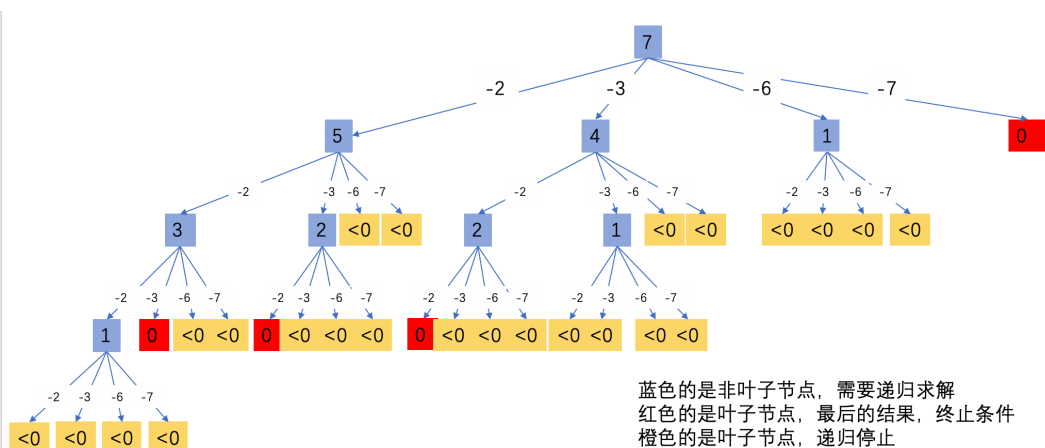 7
-2 -3 -6 -7
5 4 1 0
-2 -3 -6 -7 -2 -3 -6 -7 -2 -3 -6 -7
3 2 <0 <0 2 1 <0 <0 <0 <0 <0 <0
-2 -3 -6 -7 -2 -3 -6 -7 -2 -3 -6 -7 -2 -3 -6 -7
1 0 <0 <0 0 <0 <0 <0 0 <0 <0 <0 <0 <0 <0 <0
-2 -3 -6 -7
<0 <0 <0 <0
蓝色的是非叶子节点，需要递归求解
红色的是叶子节点，最后的结果，终止条件
橙色的是叶子节点，递归停止